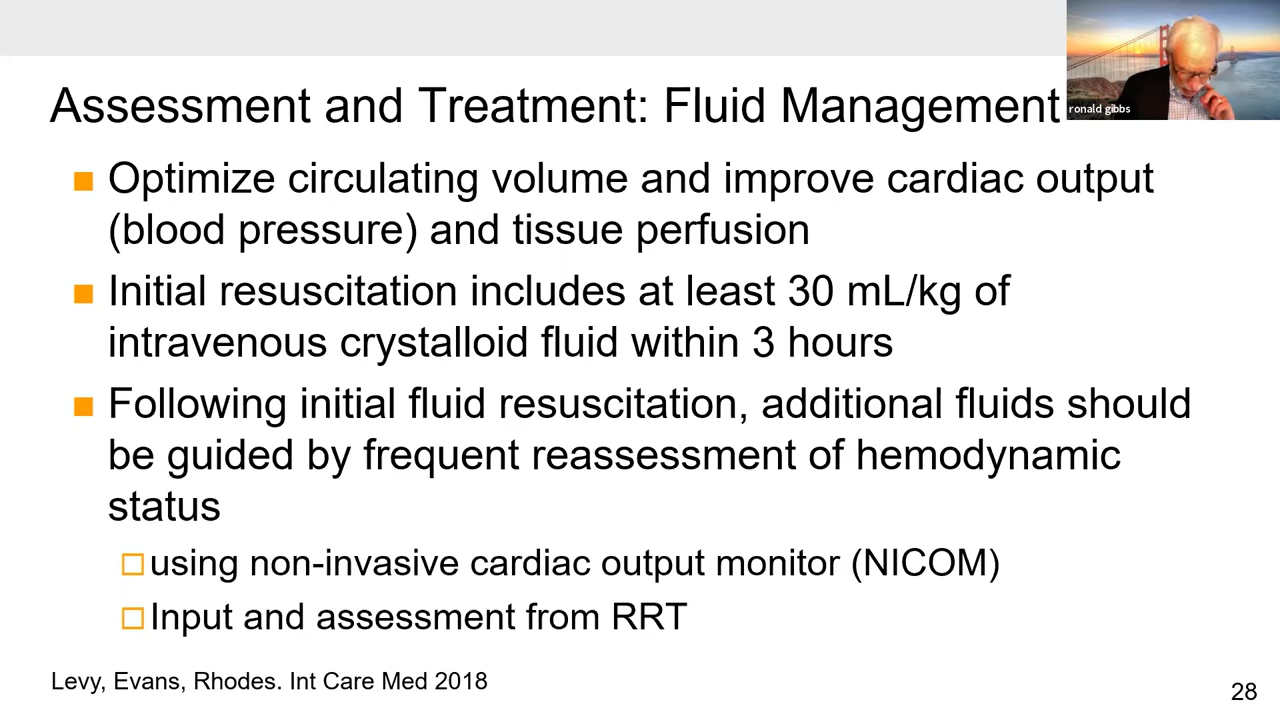 ronald gibbs
Assessment and Treatment: Fluid Management
Optimize circulating volume and improve cardiac output
(blood pressure) and tissue perfusion
Initial resuscitation includes at least 30 mL/kg of
intravenous crystalloid fluid within 3 hours
Following initial fluid resuscitation, additional fluids should
be guided by frequent reassessment of hemodynamic
status
using non-invasive cardiac output monitor (NICOM)
Input and assessment from RRT
Levy, Evans, Rhodes. Int Care Med 2018
28